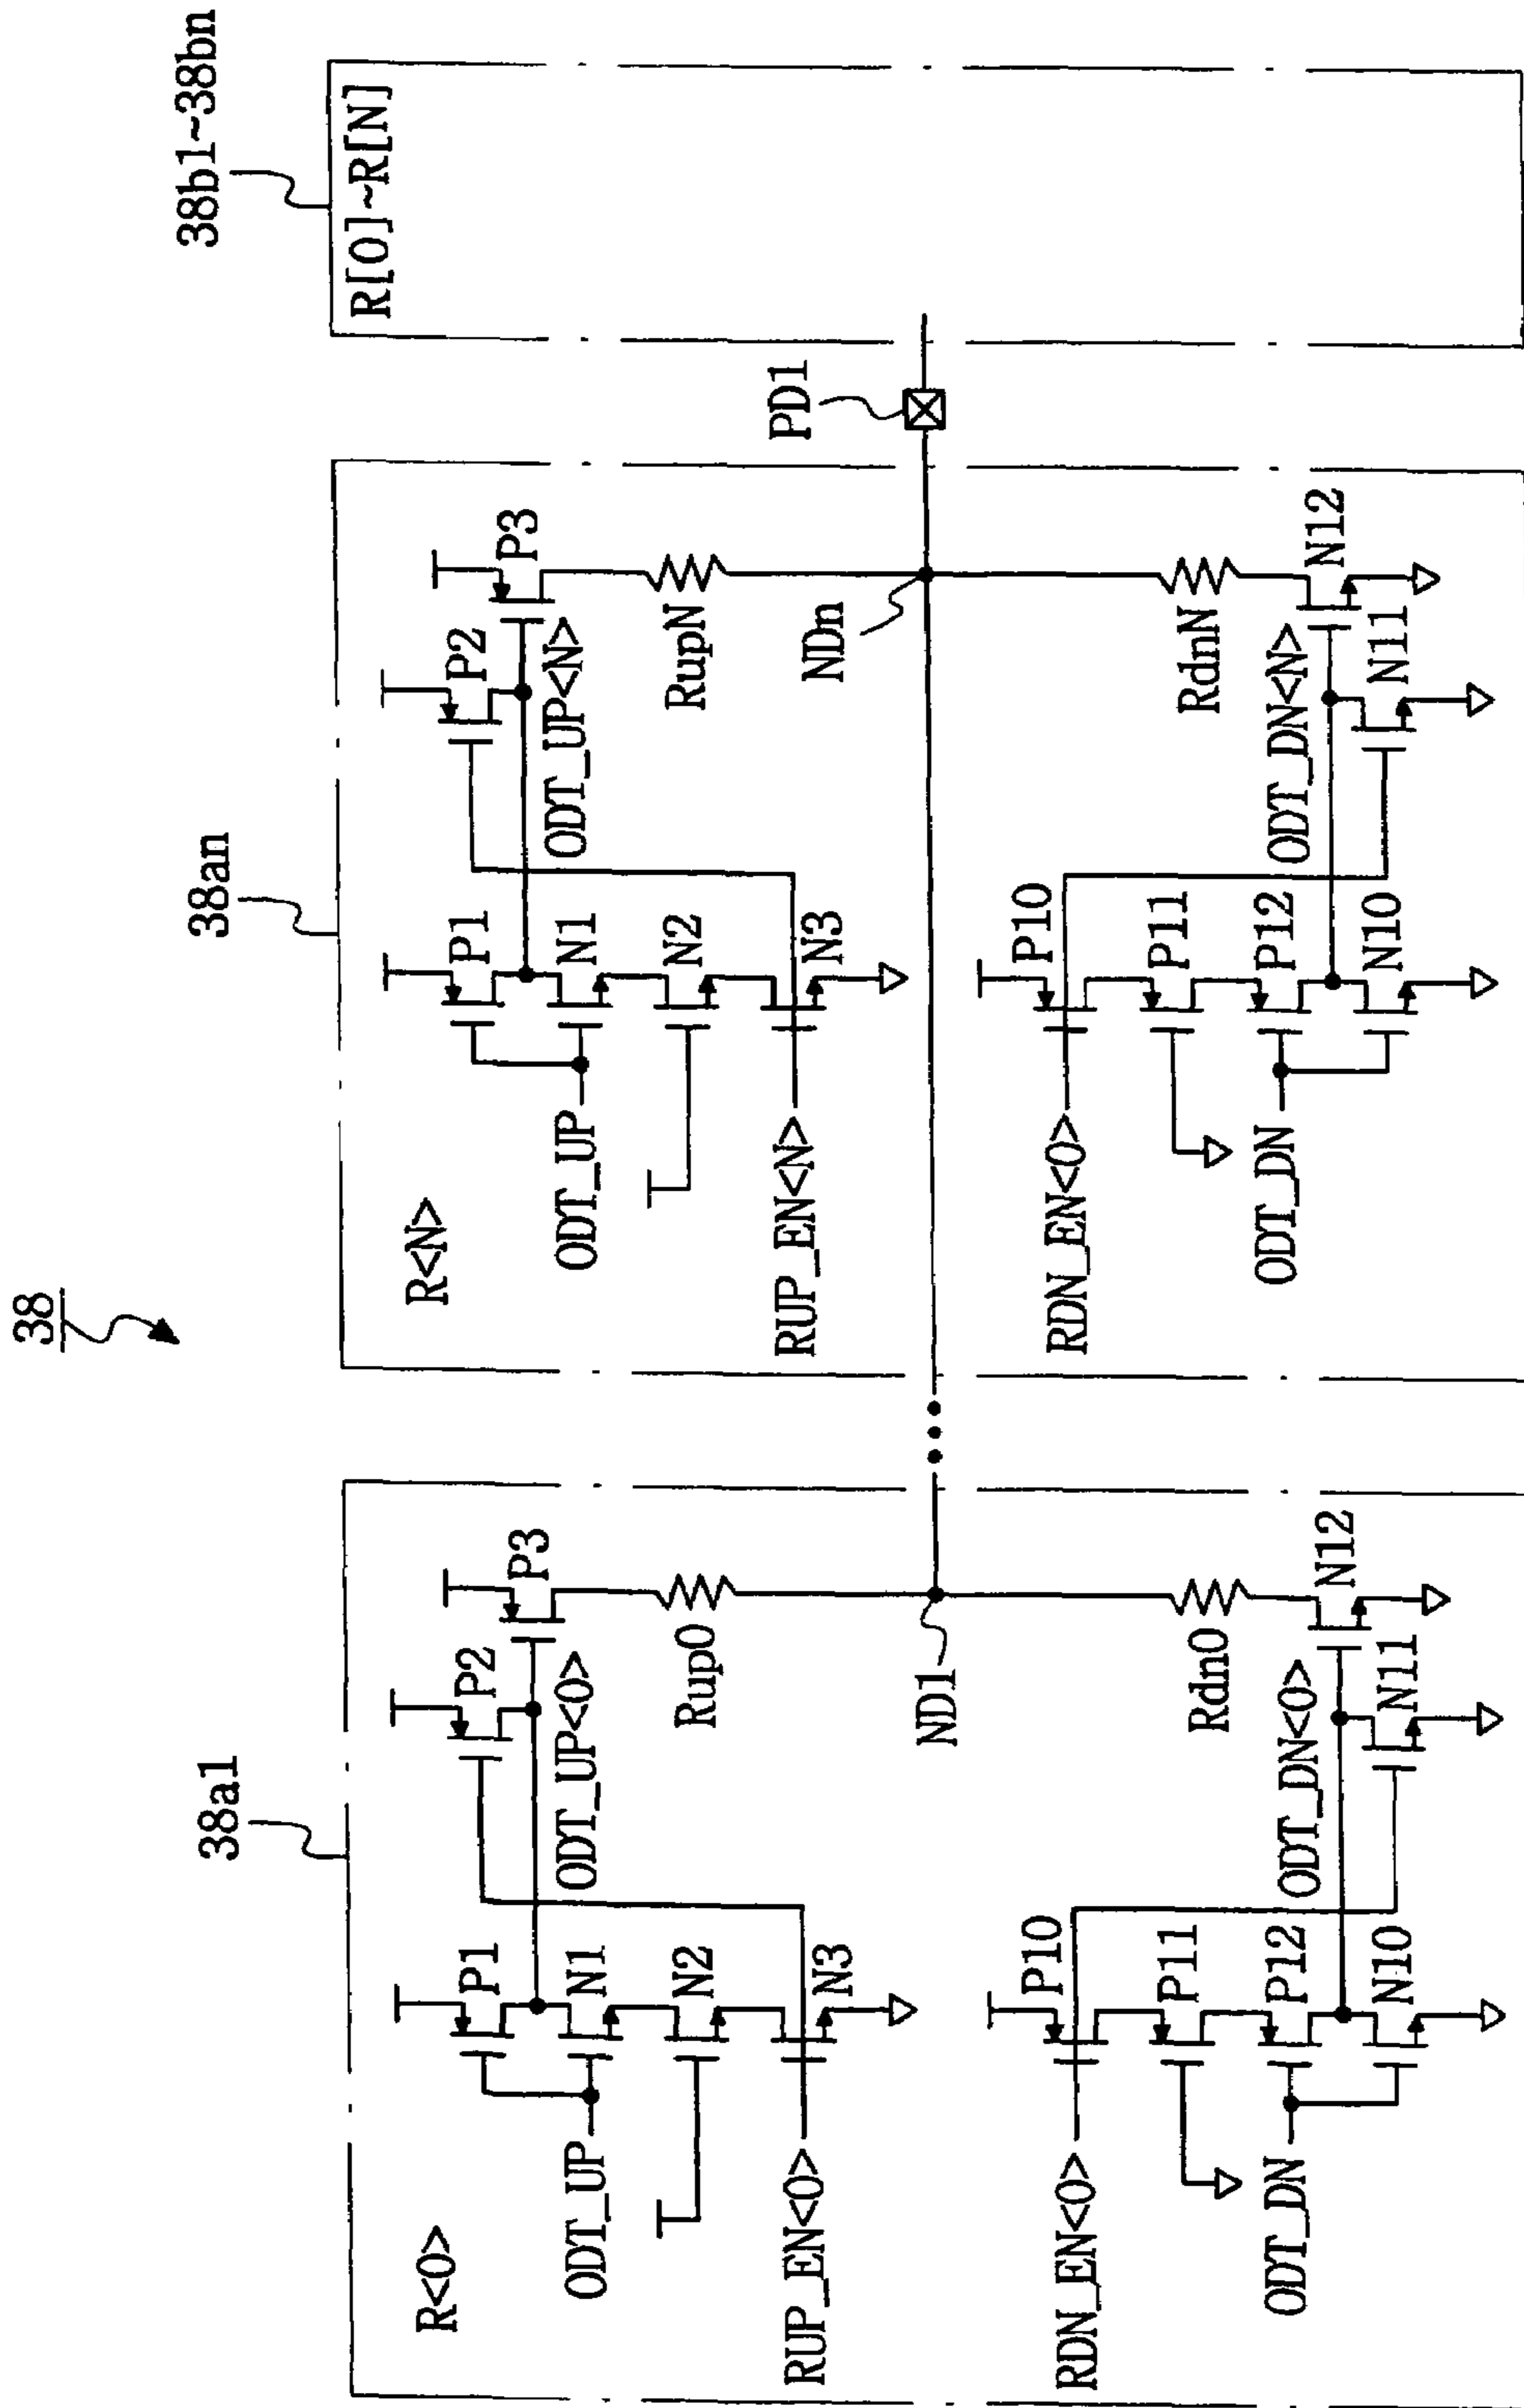 38
38a1
R<0>
P1
P2
P3
ODT_UP
N1
ODT_UP<0>
N2
Rup0
RUP_EN<0>
N3
ND1
RDN_EN<0>
P10
P11
Rdn0
ODT_DN
P12
ODT_DN<0>
N10
N11
N12
38an
R<N>
P1
P2
P3
ODT_UP
N1
ODT_UP<N>
N2
RupN
RUP_EN<N>
N3
NDn
RDN_EN<0>
P10
P11
RdnN
ODT_DN
P12
ODT_DN<N>
N10
N11
N12
PD1
38b1~38bn
R[0]~R[N]